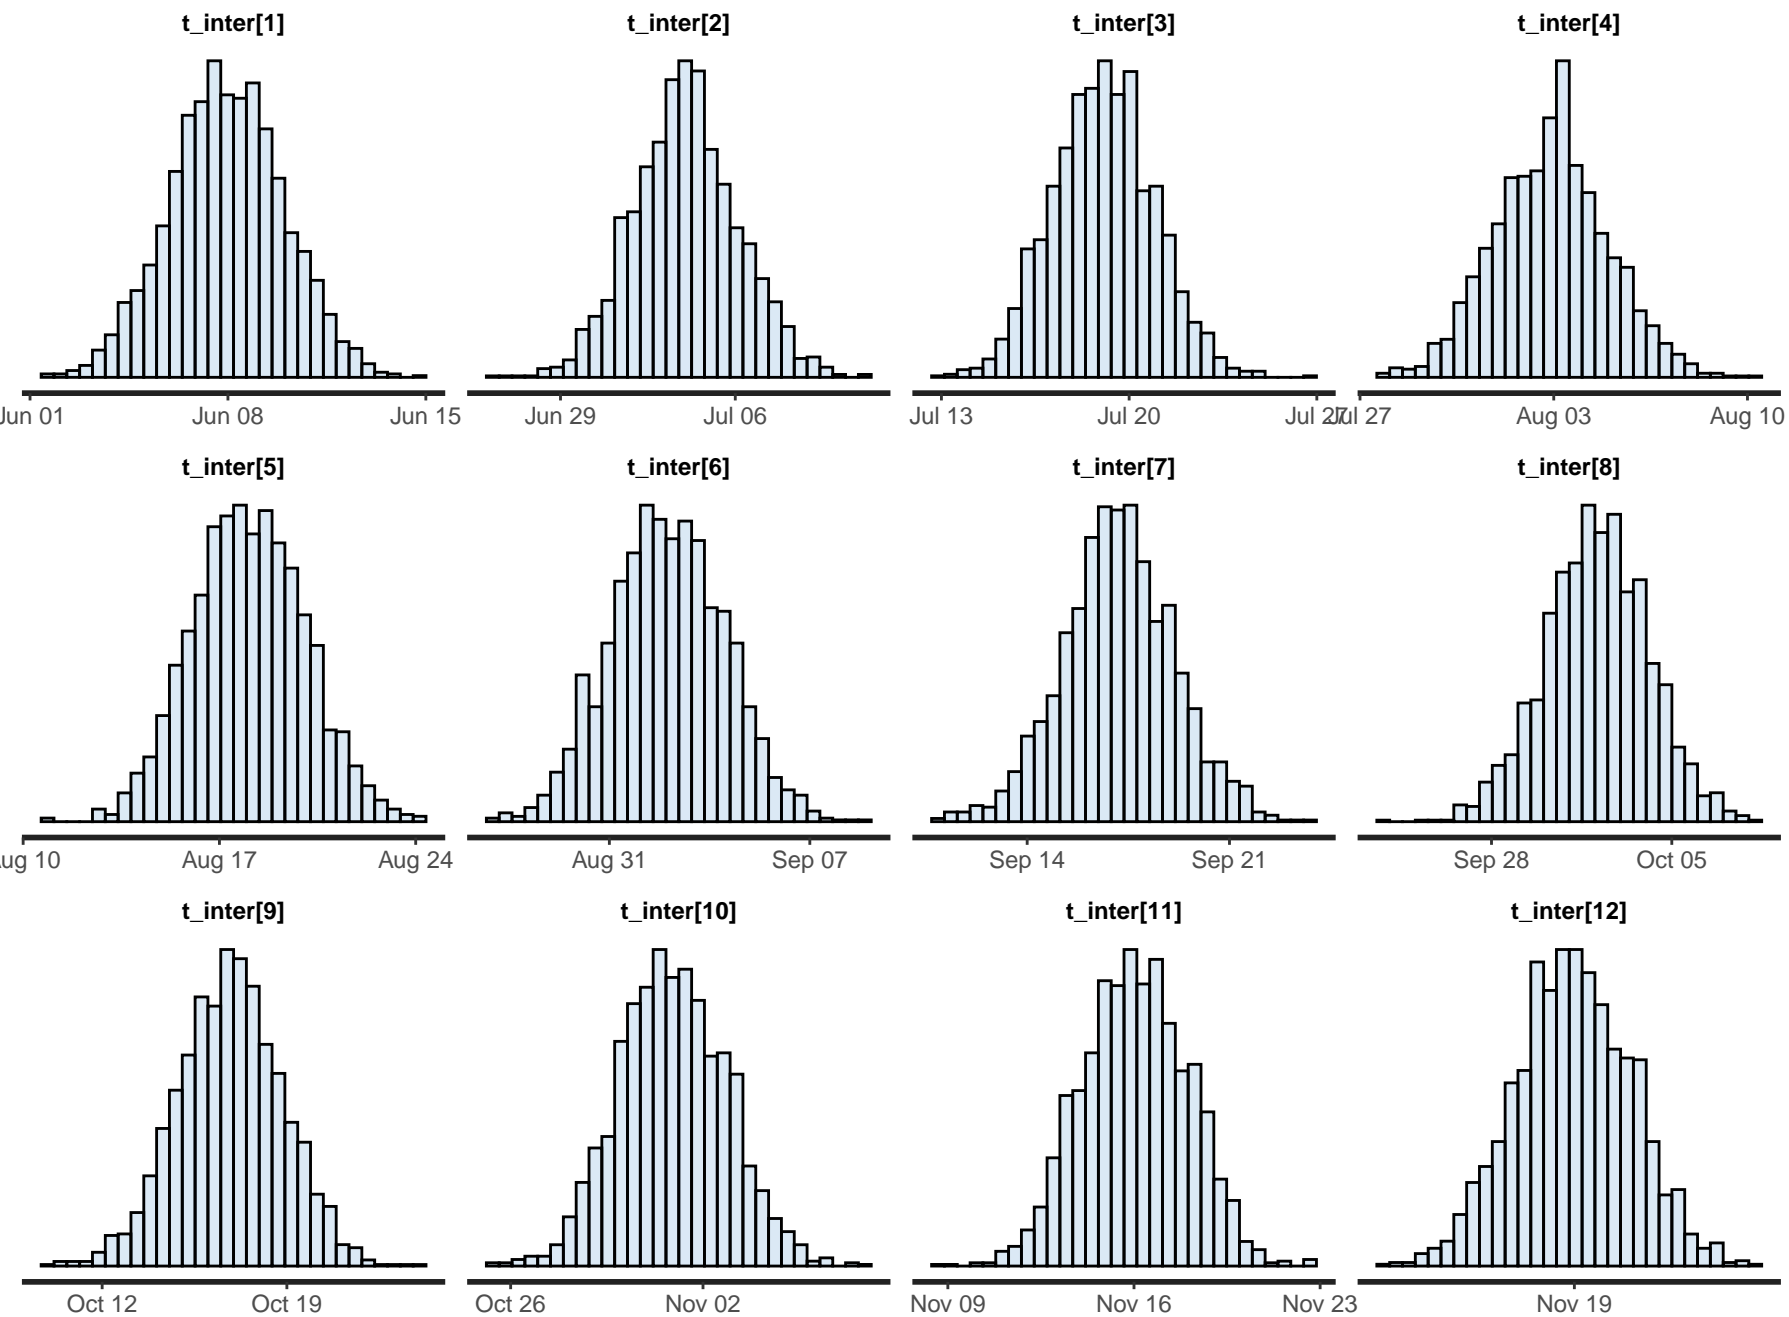 t_inter[1] t_inter[2] t_inter[3] t_inter[4]
Jun 01 Jun 08 Jun 15 Jun 29 Jul 06 Jul 13 Jul 20 Jul 27 Jul 27 Aug 03 Aug 10
t_inter[5] t_inter[6] t_inter[7] t_inter[8]
Aug 10 Aug 17 Aug 24 Aug 31 Sep 07 Sep 14 Sep 21 Sep 28 Oct 05
t_inter[9] t_inter[10] t_inter[11] t_inter[12]
Oct 12 Oct 19 Oct 26 Nov 02 Nov 09 Nov 16 Nov 23 Nov 19